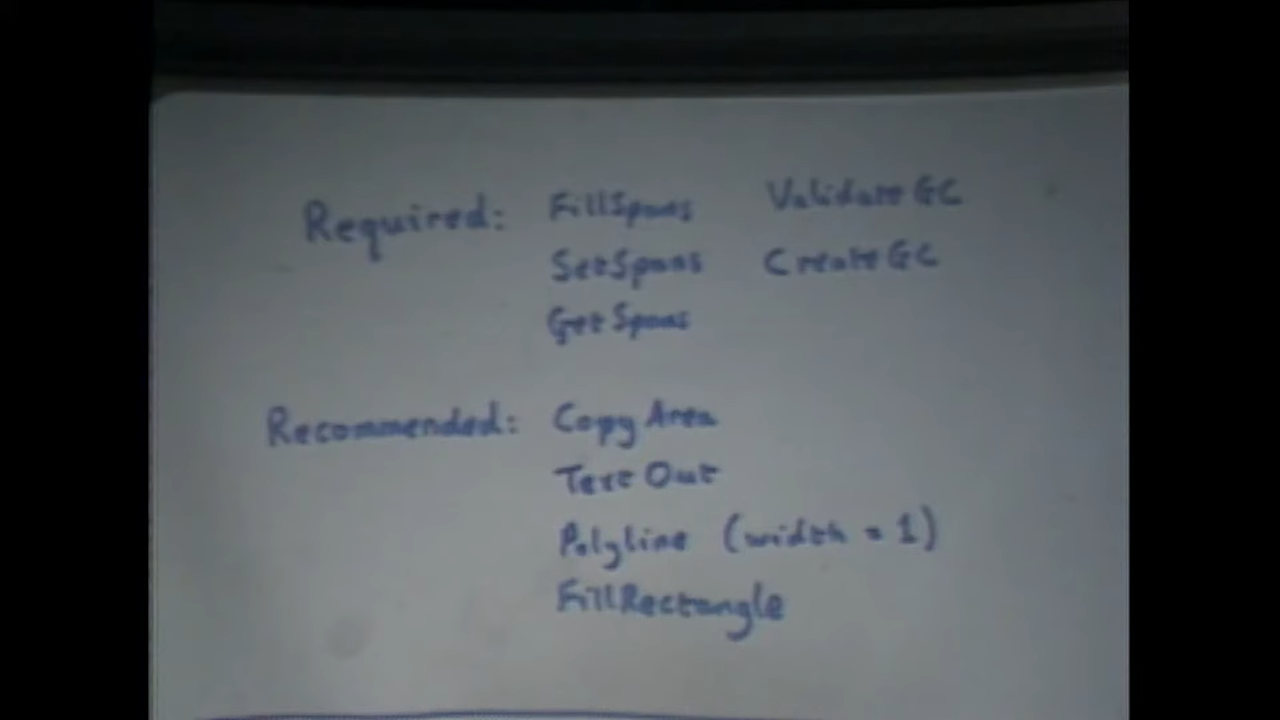 Required: FillSpans ValidateGC
SetSpans CreateGC
GetSpans
Recommended: CopyArea
TextOut
Polyline (width = 1)
FillRectangle